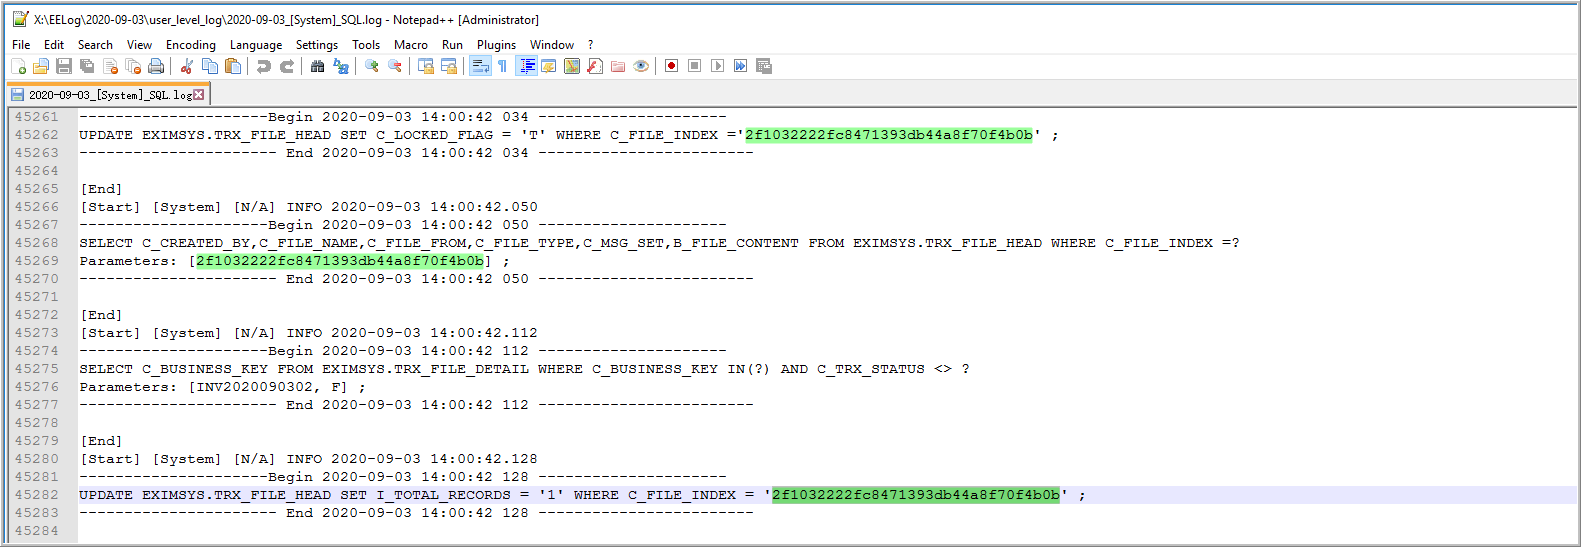 X:\EELog\2020-09-03\user_level_log\2020-09-03_[System]_SQL.log - Notepad++ [Administrator]
File Edit Search View Encoding Language Settings Tools Macro Run Plugins Window ?
2020-09-03_[System]_SQL.log
45261 ---------------------Begin 2020-09-03 14:00:42 034 ---------------------
45262 UPDATE EXIMSYS.TRX_FILE_HEAD SET C_LOCKED_FLAG = 'T' WHERE C_FILE_INDEX ='2f1032222fc8471393db44a8f70f4b0b' ;
45263 ---------------------- End 2020-09-03 14:00:42 034 ------------------------
45264
45265 [End]
45266 [Start] [System] [N/A] INFO 2020-09-03 14:00:42.050
45267 ---------------------Begin 2020-09-03 14:00:42 050 ---------------------
45268 SELECT C_CREATED_BY,C_FILE_NAME,C_FILE_FROM,C_FILE_TYPE,C_MSG_SET,B_FILE_CONTENT FROM EXIMSYS.TRX_FILE_HEAD WHERE C_FILE_INDEX =?
45269 Parameters: [2f1032222fc8471393db44a8f70f4b0b] ;
45270 ---------------------- End 2020-09-03 14:00:42 050 ------------------------
45271
45272 [End]
45273 [Start] [System] [N/A] INFO 2020-09-03 14:00:42.112
45274 ---------------------Begin 2020-09-03 14:00:42 112 ---------------------
45275 SELECT C_BUSINESS_KEY FROM EXIMSYS.TRX_FILE_DETAIL WHERE C_BUSINESS_KEY IN(?) AND C_TRX_STATUS <> ?
45276 Parameters: [INV2020090302, F] ;
45277 ---------------------- End 2020-09-03 14:00:42 112 ------------------------
45278
45279 [End]
45280 [Start] [System] [N/A] INFO 2020-09-03 14:00:42.128
45281 ---------------------Begin 2020-09-03 14:00:42 128 ---------------------
45282 UPDATE EXIMSYS.TRX_FILE_HEAD SET I_TOTAL_RECORDS = '1' WHERE C_FILE_INDEX = '2f1032222fc8471393db44a8f70f4b0b' ;
45283 ---------------------- End 2020-09-03 14:00:42 128 ------------------------
45284